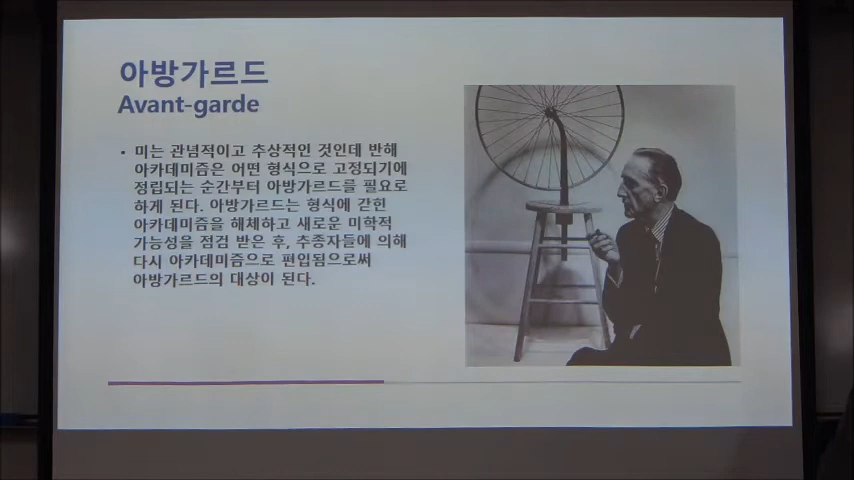 아방가르드
Avant-garde
• 미는 관념적이고 추상적인 것인데 반해
아카데미즘은 어떤 형식으로 고정되기에
정립되는 순간부터 아방가르드를 필요로
하게 된다. 아방가르드는 형식에 갇힌
아카데미즘을 해체하고 새로운 미학적
가능성을 점검 받은 후, 추종자들에 의해
다시 아카데미즘으로 편입됨으로써
아방가르드의 대상이 된다.